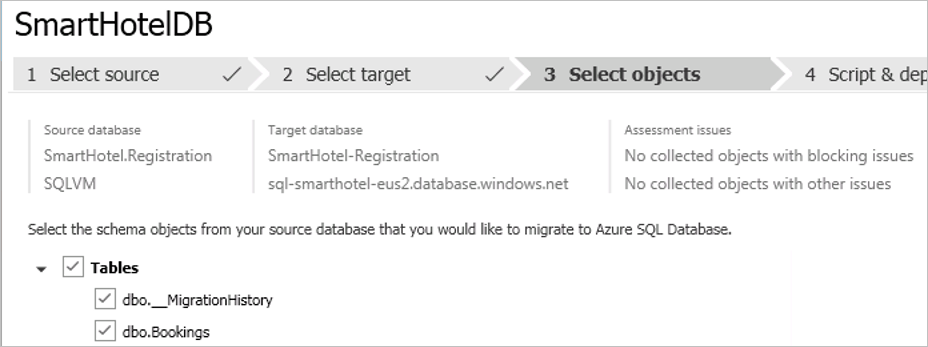 SmartHotelDB
1 Select source 2 Select target 3 Select objects 4 Script & dep
Source database Target database Assessment issues
SmartHotel.Registration SmartHotel-Registration No collected objects with blocking issues
SQLVM sql-smarthotel-eus2.database.windows.net No collected objects with other issues
Select the schema objects from your source database that you would like to migrate to Azure SQL Database.
Tables
dbo.__MigrationHistory
dbo.Bookings